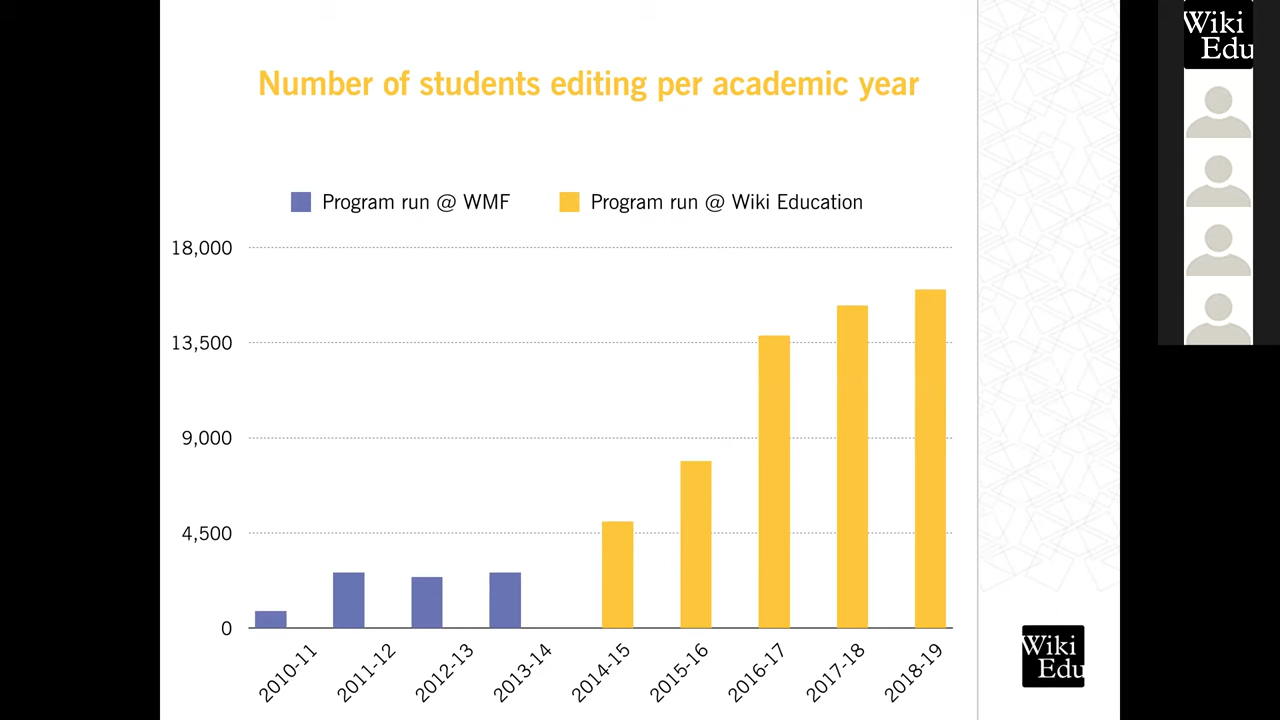 Number of students editing per academic year
Program run @ WMF
Program run @ Wiki Education
18,000
13,500
9,000
4,500
0
2010-11
2011-12
2012-13
2013-14
2014-15
2015-16
2016-17
2017-18
2018-19
Wiki
Edu
Wiki
Edu